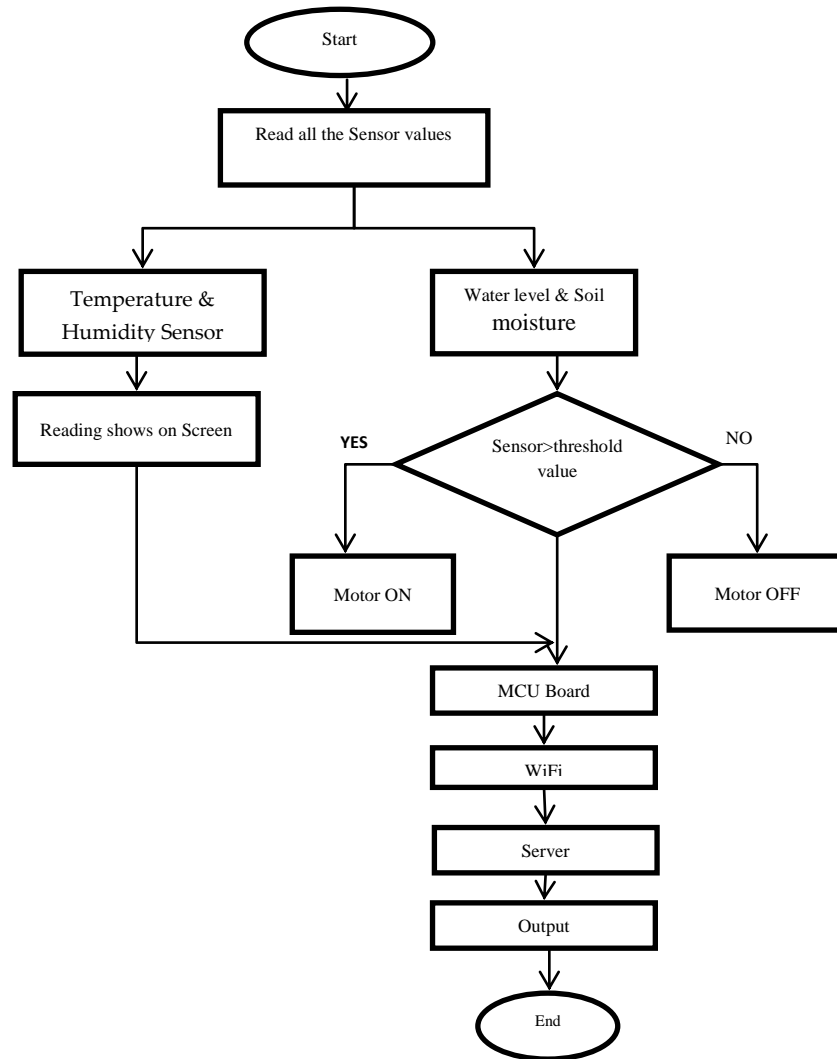 Start
Read all the Sensor values
Temperature &
Humidity Sensor
Water level & Soil
moisture
Reading shows on Screen
YES
Sensor>threshold
value
NO
Motor ON
Motor OFF
MCU Board
WiFi
Server
Output
End